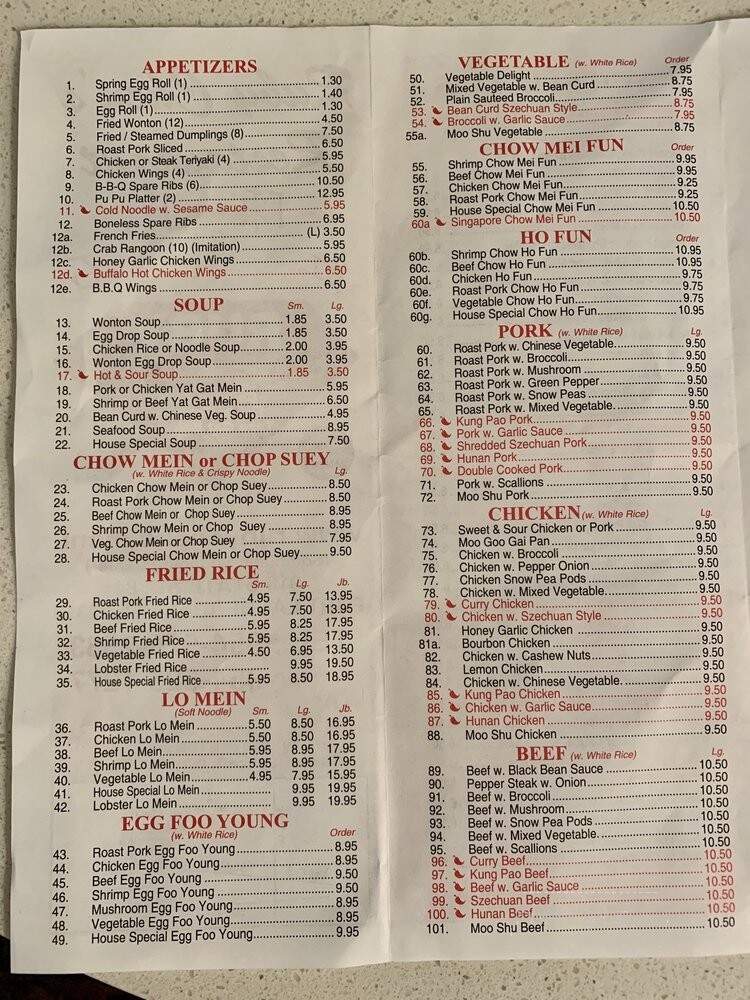 APPETIZERS
1. Spring Egg Roll (1) 1.30
2. Shrimp Egg Roll (1) 1.40
3. Egg Roll (1) 1.30
4. Fried Wonton (12) 4.50
5. Fried / Steamed Dumplings (8) 7.50
6. Roast Pork Sliced 6.50
7. Chicken or Steak Teriyaki (4) 5.95
8. Chicken Wings (4) 5.50
9. B-B-Q Spare Ribs (6) 10.50
10. Pu Pu Platter (2) 12.95
11. Cold Noodle w. Sesame Sauce 5.95
12. Boneless Spare Ribs 6.95
12a. French Fries (L) 3.50
12b. Crab Rangoon (10) (Imitation) 5.95
12c. Honey Garlic Chicken Wings 6.50
12d. Buffalo Hot Chicken Wings 6.50
12e. B.B.Q Wings 6.50
SOUP Sm. Lg.
13. Wonton Soup 1.85 3.50
14. Egg Drop Soup 1.85 3.50
15. Chicken Rice or Noodle Soup 2.00 3.95
16. Wonton Egg Drop Soup 2.00 3.95
17. Hot & Sour Soup 1.85 3.50
18. Pork or Chicken Yat Gat Mein 5.95
19. Shrimp or Beef Yat Gat Mein 6.50
20. Bean Curd w. Chinese Veg. Soup 4.95
21. Seafood Soup 8.95
22. House Special Soup 7.50
CHOW MEIN or CHOP SUEY
(w. White Rice & Crispy Noodle) Lg.
23. Chicken Chow Mein or Chop Suey 8.50
24. Roast Pork Chow Mein or Chop Suey 8.50
25. Beef Chow Mein or Chop Suey 8.95
26. Shrimp Chow Mein or Chop Suey 8.95
27. Veg. Chow Mein or Chop Suey 7.95
28. House Special Chow Mein or Chop Suey 9.50
FRIED RICE
Sm. Lg. Jb.
29. Roast Pork Fried Rice 4.95 7.50 13.95
30. Chicken Fried Rice 4.95 7.50 13.95
31. Beef Fried Rice 5.95 8.25 17.95
32. Shrimp Fried Rice 5.95 8.25 17.95
33. Vegetable Fried Rice 4.50 6.95 13.50
34. Lobster Fried Rice 9.95 19.50
35. House Special Fried Rice 5.95 8.50 18.95
LO MEIN
(Soft Noodle) Sm. Lg. Jb.
36. Roast Pork Lo Mein 5.50 8.50 16.95
37. Chicken Lo Mein 5.50 8.50 16.95
38. Beef Lo Mein 5.95 8.95 17.95
39. Shrimp Lo Mein 5.95 8.95 17.95
40. Vegetable Lo Mein 4.95 7.95 15.95
41. House Special Lo Mein 9.95 19.95
42. Lobster Lo Mein 9.95 19.95
EGG FOO YOUNG
(w. White Rice) Order
43. Roast Pork Egg Foo Young 8.95
44. Chicken Egg Foo Young 8.95
45. Beef Egg Foo Young 9.50
46. Shrimp Egg Foo Young 9.50
47. Mushroom Egg Foo Young 8.95
48. Vegetable Egg Foo Young 8.95
49. House Special Egg Foo Young 9.95
VEGETABLE (w. White Rice) Order
50. Vegetable Delight 7.95
51. Mixed Vegetable w. Bean Curd 8.75
52. Plain Sauteed Broccoli 7.95
53. Bean Curd Szechuan Style 8.75
54. Broccoli w. Garlic Sauce 7.95
55a. Moo Shu Vegetable 8.75
CHOW MEI FUN Order
55. Shrimp Chow Mei Fun 9.95
56. Beef Chow Mei Fun 9.95
57. Chicken Chow Mei Fun 9.25
58. Roast Pork Chow Mei Fun 9.25
59. House Special Chow Mei Fun 10.50
60a Singapore Chow Mei Fun 10.50
HO FUN Order
60b. Shrimp Chow Ho Fun 10.95
60c. Beef Chow Ho Fun 10.95
60d. Chicken Ho Fun 9.75
60e. Roast Pork Chow Ho Fun 9.75
60f. Vegetable Chow Ho Fun 9.75
60g. House Special Chow Ho Fun 10.95
PORK (w. White Rice) Lg.
60. Roast Pork w. Chinese Vegetable 9.50
61. Roast Pork w. Broccoli 9.50
62. Roast Pork w. Mushroom 9.50
63. Roast Pork w. Green Pepper 9.50
64. Roast Pork w. Snow Peas 9.50
65. Roast Pork w. Mixed Vegetable 9.50
66. Kung Pao Pork 9.50
67. Pork w. Garlic Sauce 9.50
68. Shredded Szechuan Pork 9.50
69. Hunan Pork 9.50
70. Double Cooked Pork 9.50
71. Pork w. Scallions 9.50
72. Moo Shu Pork 9.50
CHICKEN (w. White Rice) Lg.
73. Sweet & Sour Chicken or Pork 9.50
74. Moo Goo Gai Pan 9.50
75. Chicken w. Broccoli 9.50
76. Chicken w. Pepper Onion 9.50
77. Chicken Snow Pea Pods 9.50
78. Chicken w. Mixed Vegetable 9.50
79. Curry Chicken 9.50
80. Chicken w. Szechuan Style 9.50
81. Honey Garlic Chicken 9.50
81a. Bourbon Chicken 9.50
82. Chicken w. Cashew Nuts 9.50
83. Lemon Chicken 9.50
84. Chicken w. Chinese Vegetable. 9.50
85. Kung Pao Chicken 9.50
86. Chicken w. Garlic Sauce 9.50
87. Hunan Chicken 9.50
88. Moo Shu Chicken 9.50
BEEF (w. White Rice) Lg.
89. Beef w. Black Bean Sauce 10.50
90. Pepper Steak w. Onion 10.50
91. Beef w. Broccoli 10.50
92. Beef w. Mushroom 10.50
93. Beef w. Snow Pea Pods 10.50
94. Beef w. Mixed Vegetable. 10.50
95. Beef w. Scallions 10.50
96. Curry Beef 10.50
97. Kung Pao Beef 10.50
98. Beef w. Garlic Sauce 10.50
99. Szechuan Beef 10.50
100. Hunan Beef 10.50
101. Moo Shu Beef 10.50